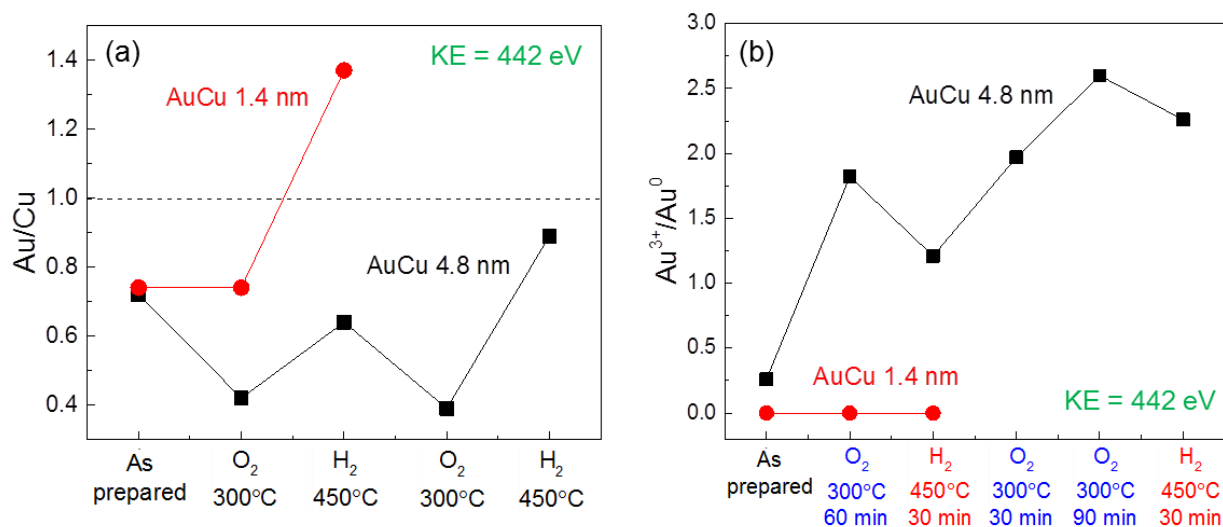 (a)
KE = 442 eV
AuCu 1.4 nm
AuCu 4.8 nm
Au/Cu
1.4
1.2
1.0
0.8
0.6
0.4
As prepared
O₂ 300°C
H₂ 450°C
O₂ 300°C
H₂ 450°C
(b)
AuCu 4.8 nm
AuCu 1.4 nm
KE = 442 eV
Au³⁺/Au⁰
3.0
2.5
2.0
1.5
1.0
0.5
0.0
As prepared
O₂ 300°C 60 min
H₂ 450°C 30 min
O₂ 300°C 30 min
O₂ 300°C 90 min
H₂ 450°C 30 min